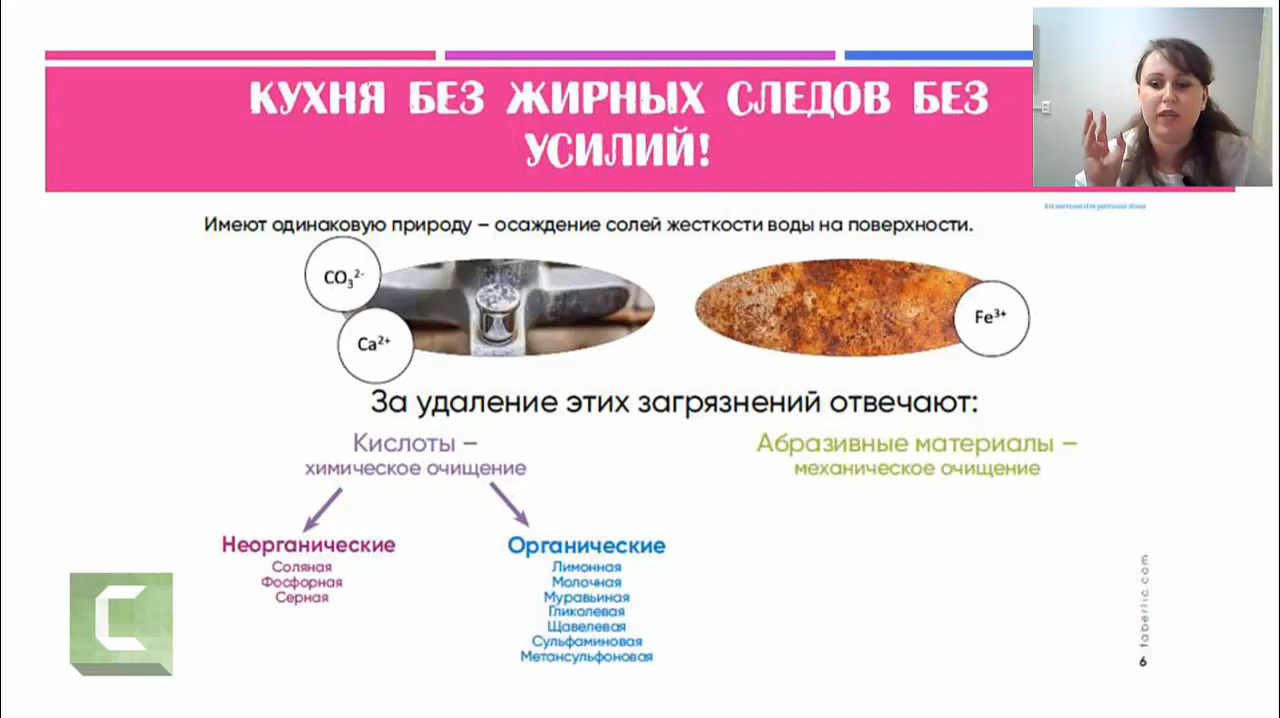 КУХНЯ БЕЗ ЖИРНЫХ СЛЕДОВ БЕЗ
УСИЛИЙ!
Имеют одинаковую природу – осаждение солей жесткости воды на поверхности.
CO₃²⁻
Ca²⁺
Fe³⁺
За удаление этих загрязнений отвечают:
Кислоты –
химическое очищение
Абразивные материалы –
механическое очищение
Неорганические
Соляная
Фосфорная
Серная
Органические
Лимонная
Молочная
Муравьиная
Гликолевая
Щавелевая
Сульфаминовая
Метансульфоновая
faberlic.com
6
C